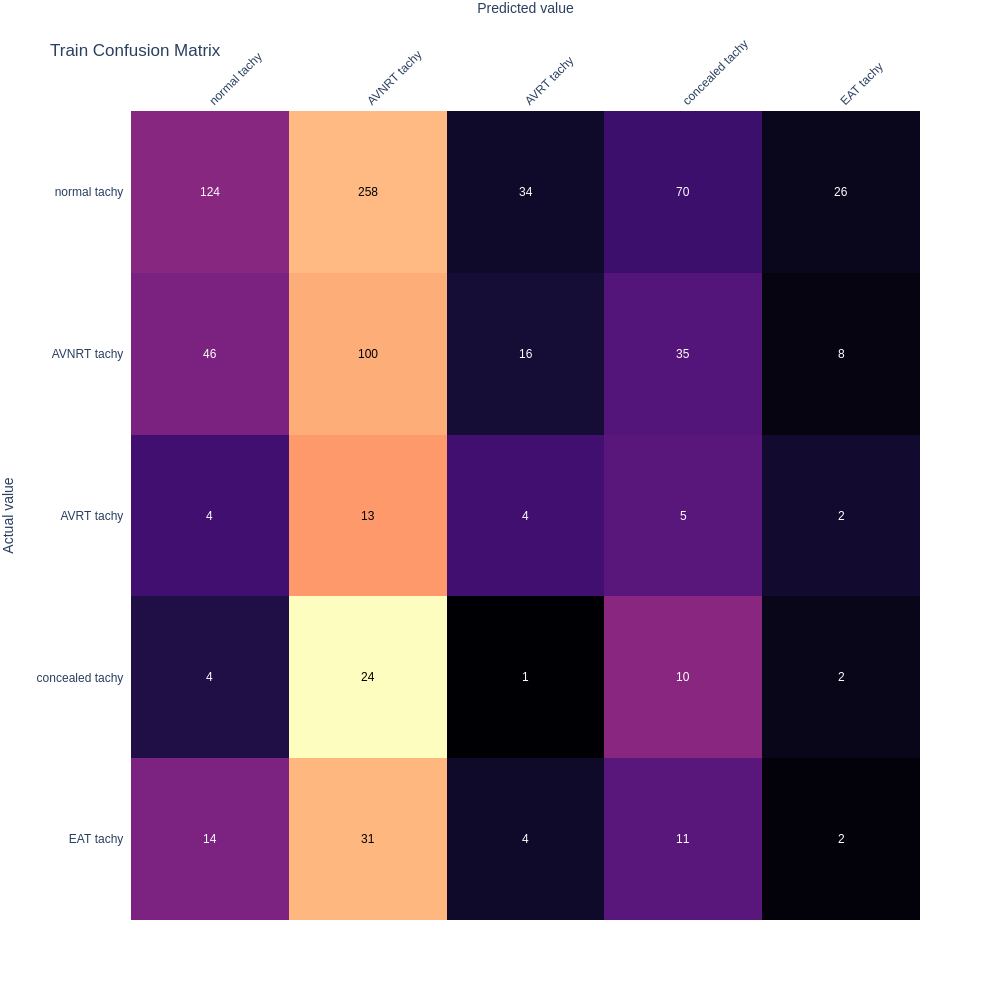 Predicted value
Train Confusion Matrix
normal tachy
AVNRT tachy
AVRT tachy
concealed tachy
EAT tachy
Actual value
normal tachy 124 258 34 70 26
AVNRT tachy 46 100 16 35 8
AVRT tachy 4 13 4 5 2
concealed tachy 4 24 1 10 2
EAT tachy 14 31 4 11 2